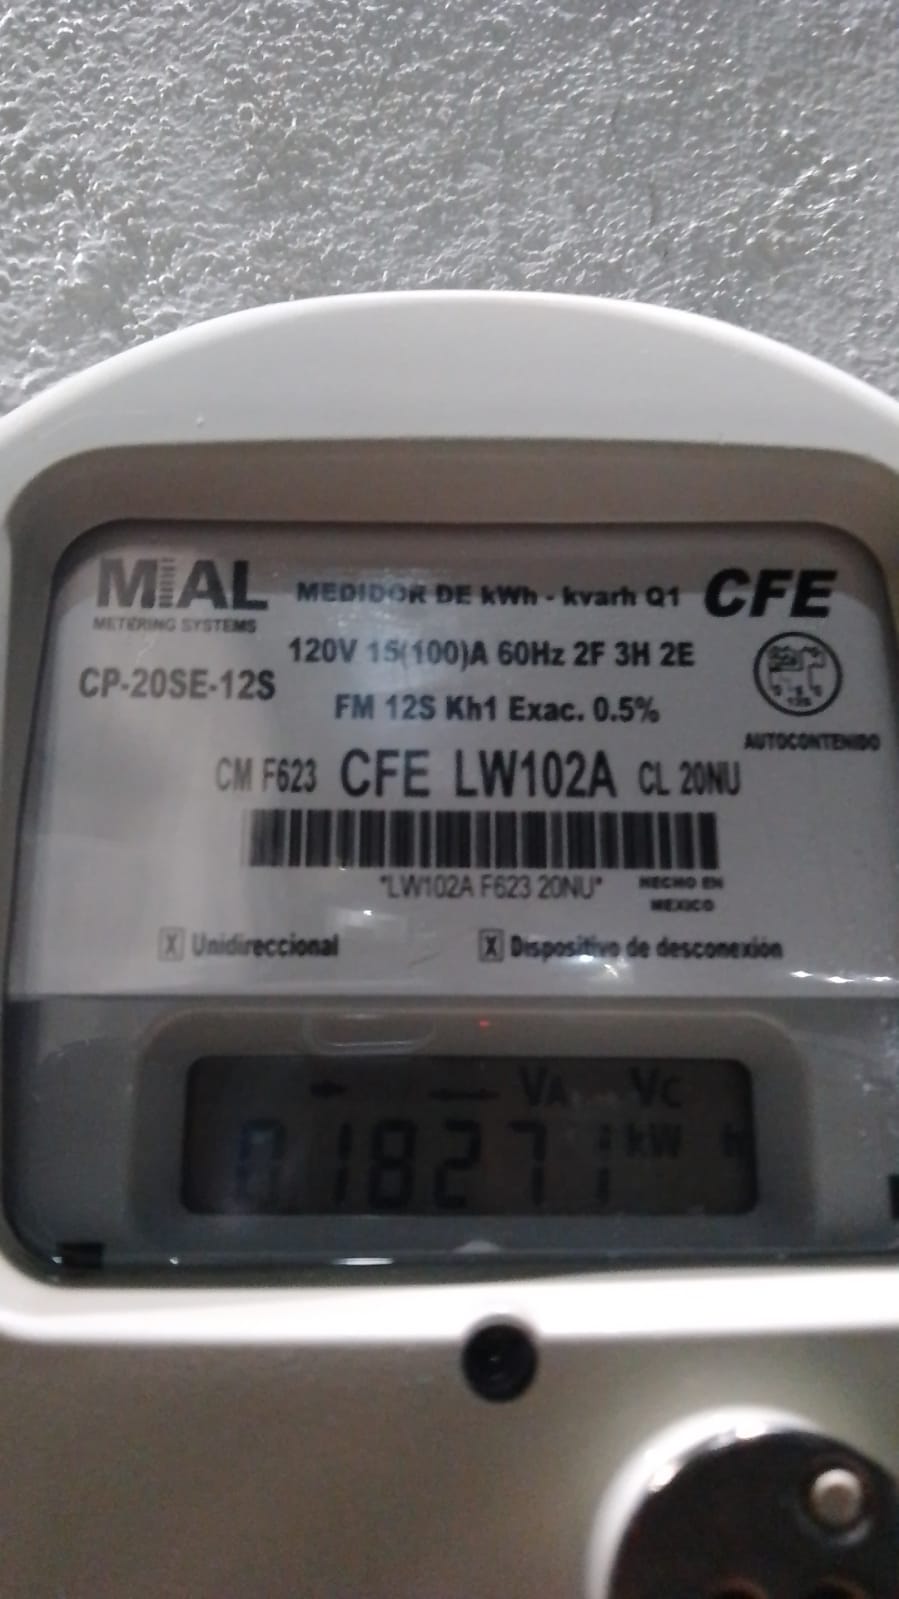 MIAL
METERING SYSTEMS
MEDIDOR DE kWh - kvarh Q1
CFE
120V 15(100)A 60Hz 2F 3H 2E
CP-20SE-12S
FM 12S Kh1 Exac. 0.5%
AUTOCONTENIDO
CM F623 CFE LW102A CL 20NU
*LW102A F623 20NU*
HECHO EN
MEXICO
X Unidireccional X Dispositivo de desconexión
VA VC
018271 kW h